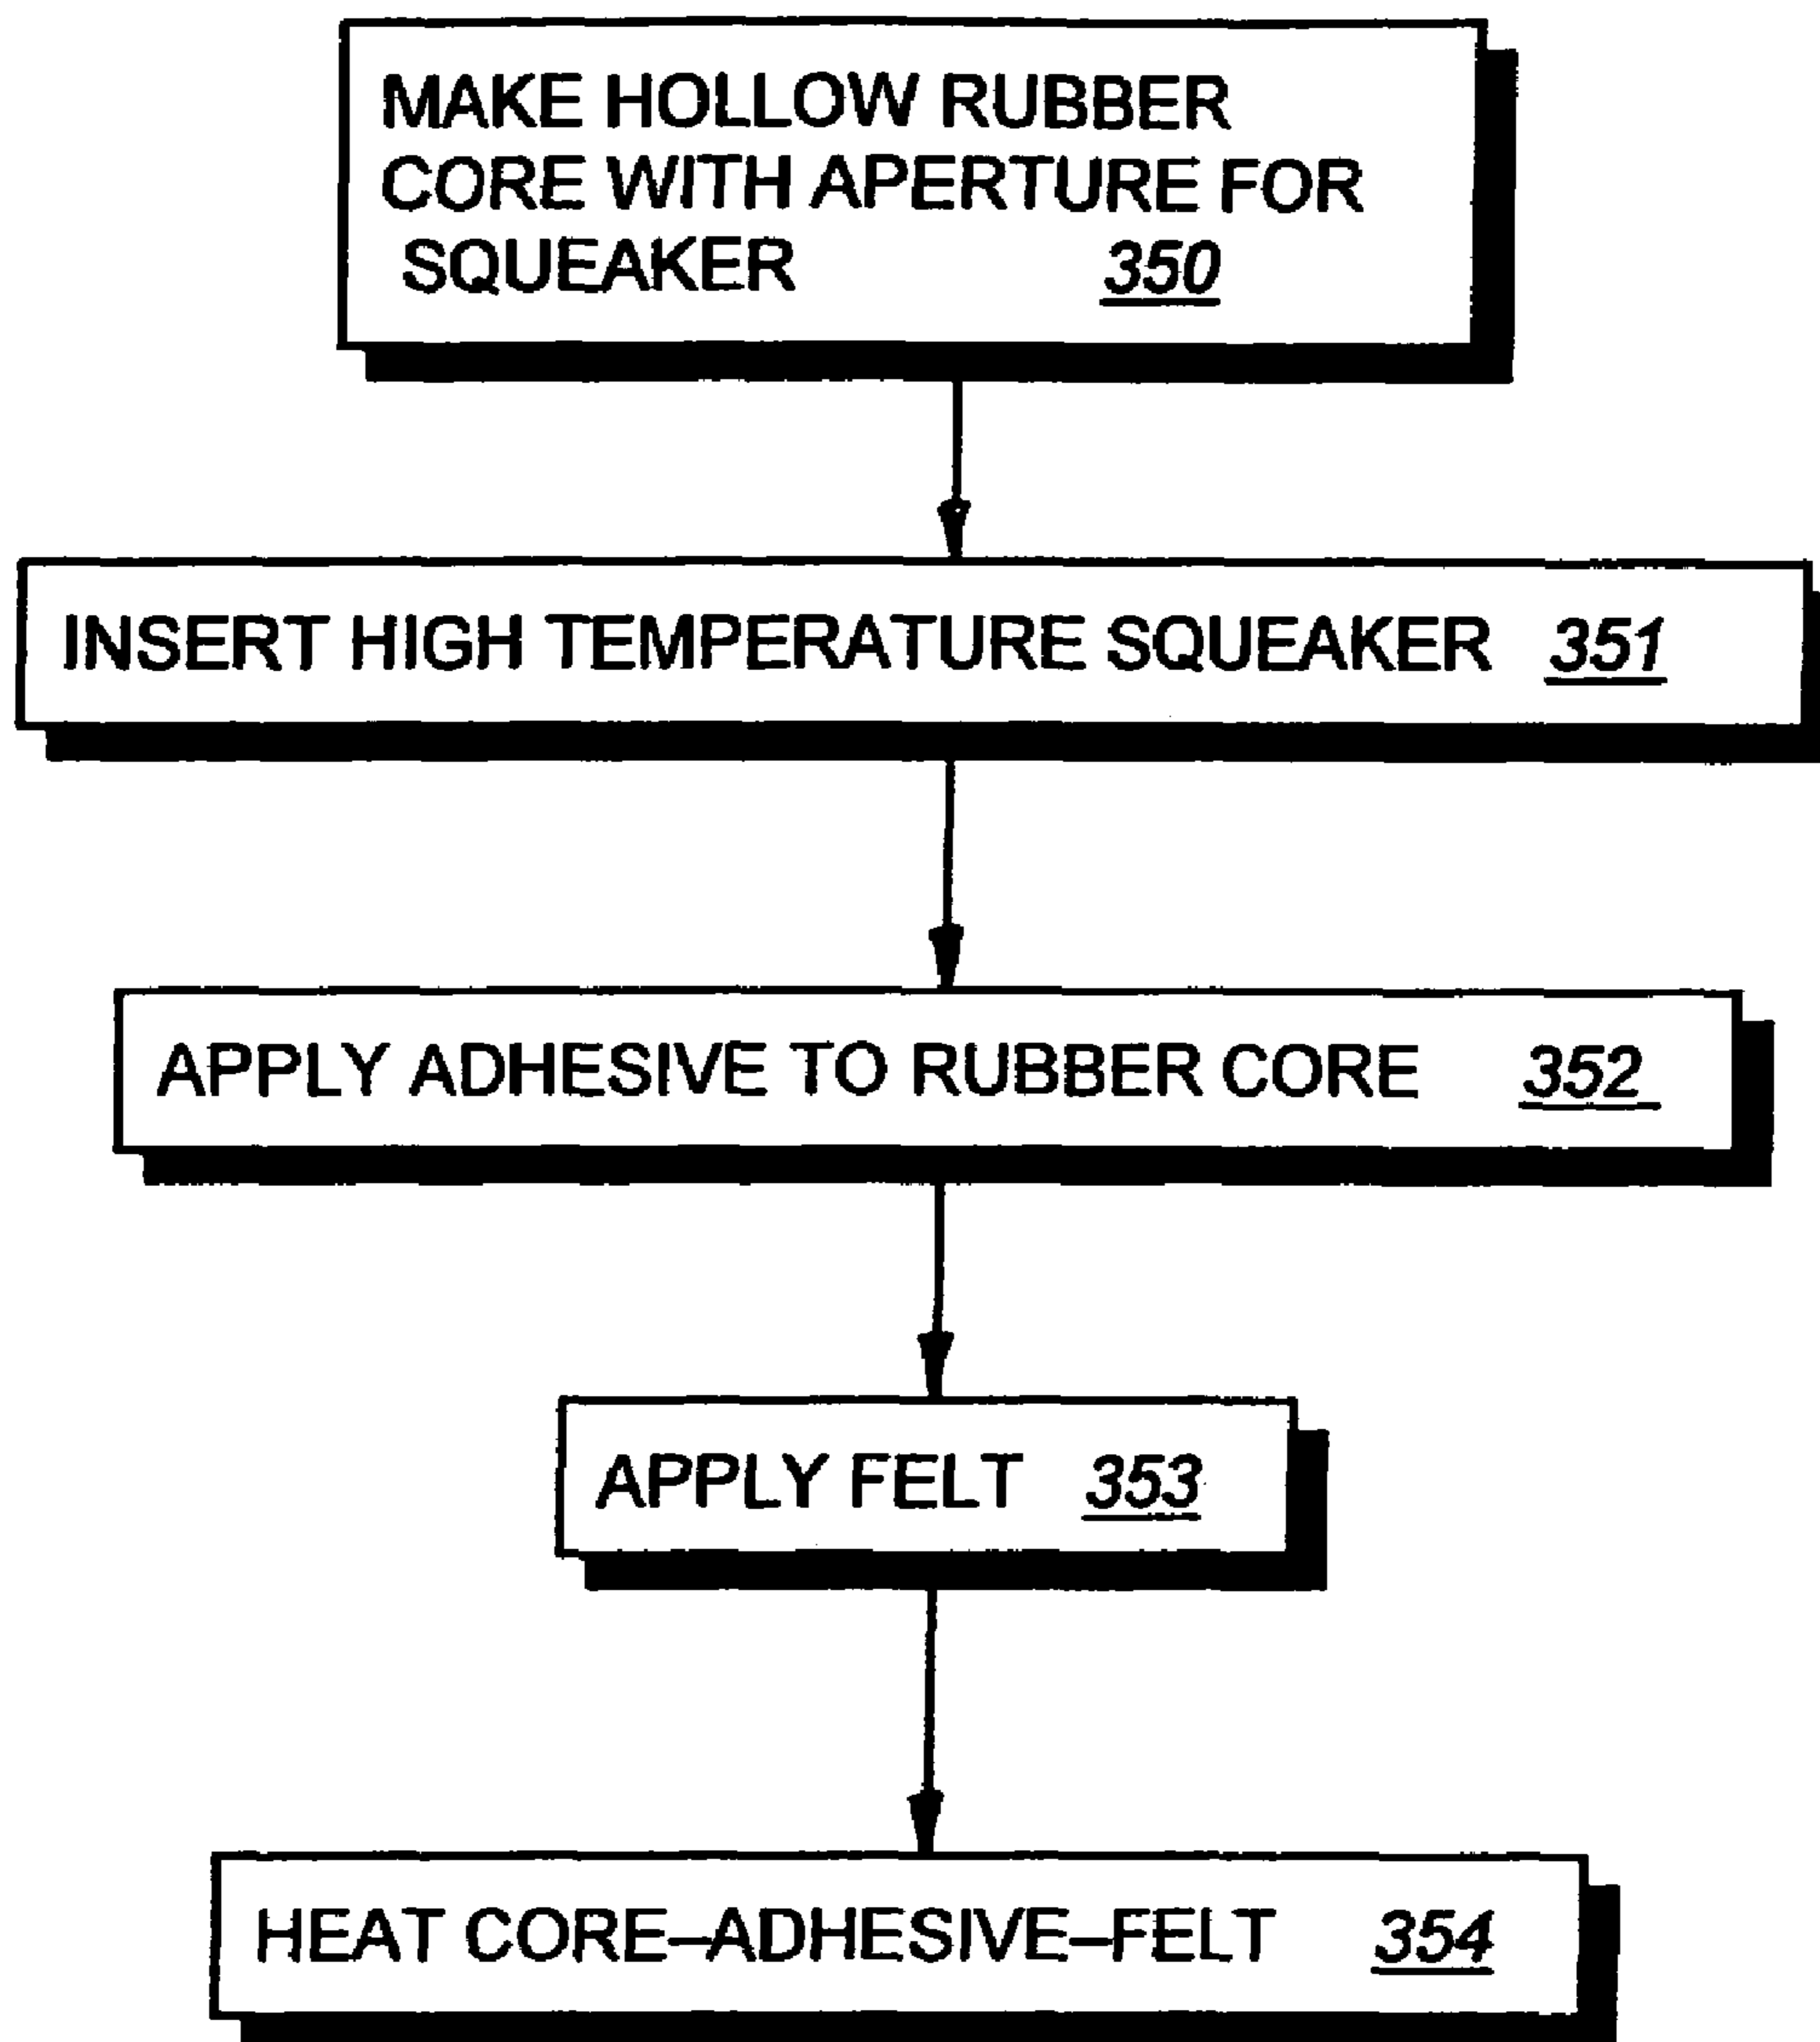 MAKE HOLLOW RUBBER
CORE WITH APERTURE FOR
SQUEAKER 350
INSERT HIGH TEMPERATURE SQUEAKER 351
APPLY ADHESIVE TO RUBBER CORE 352
APPLY FELT 353
HEAT CORE–ADHESIVE–FELT 354